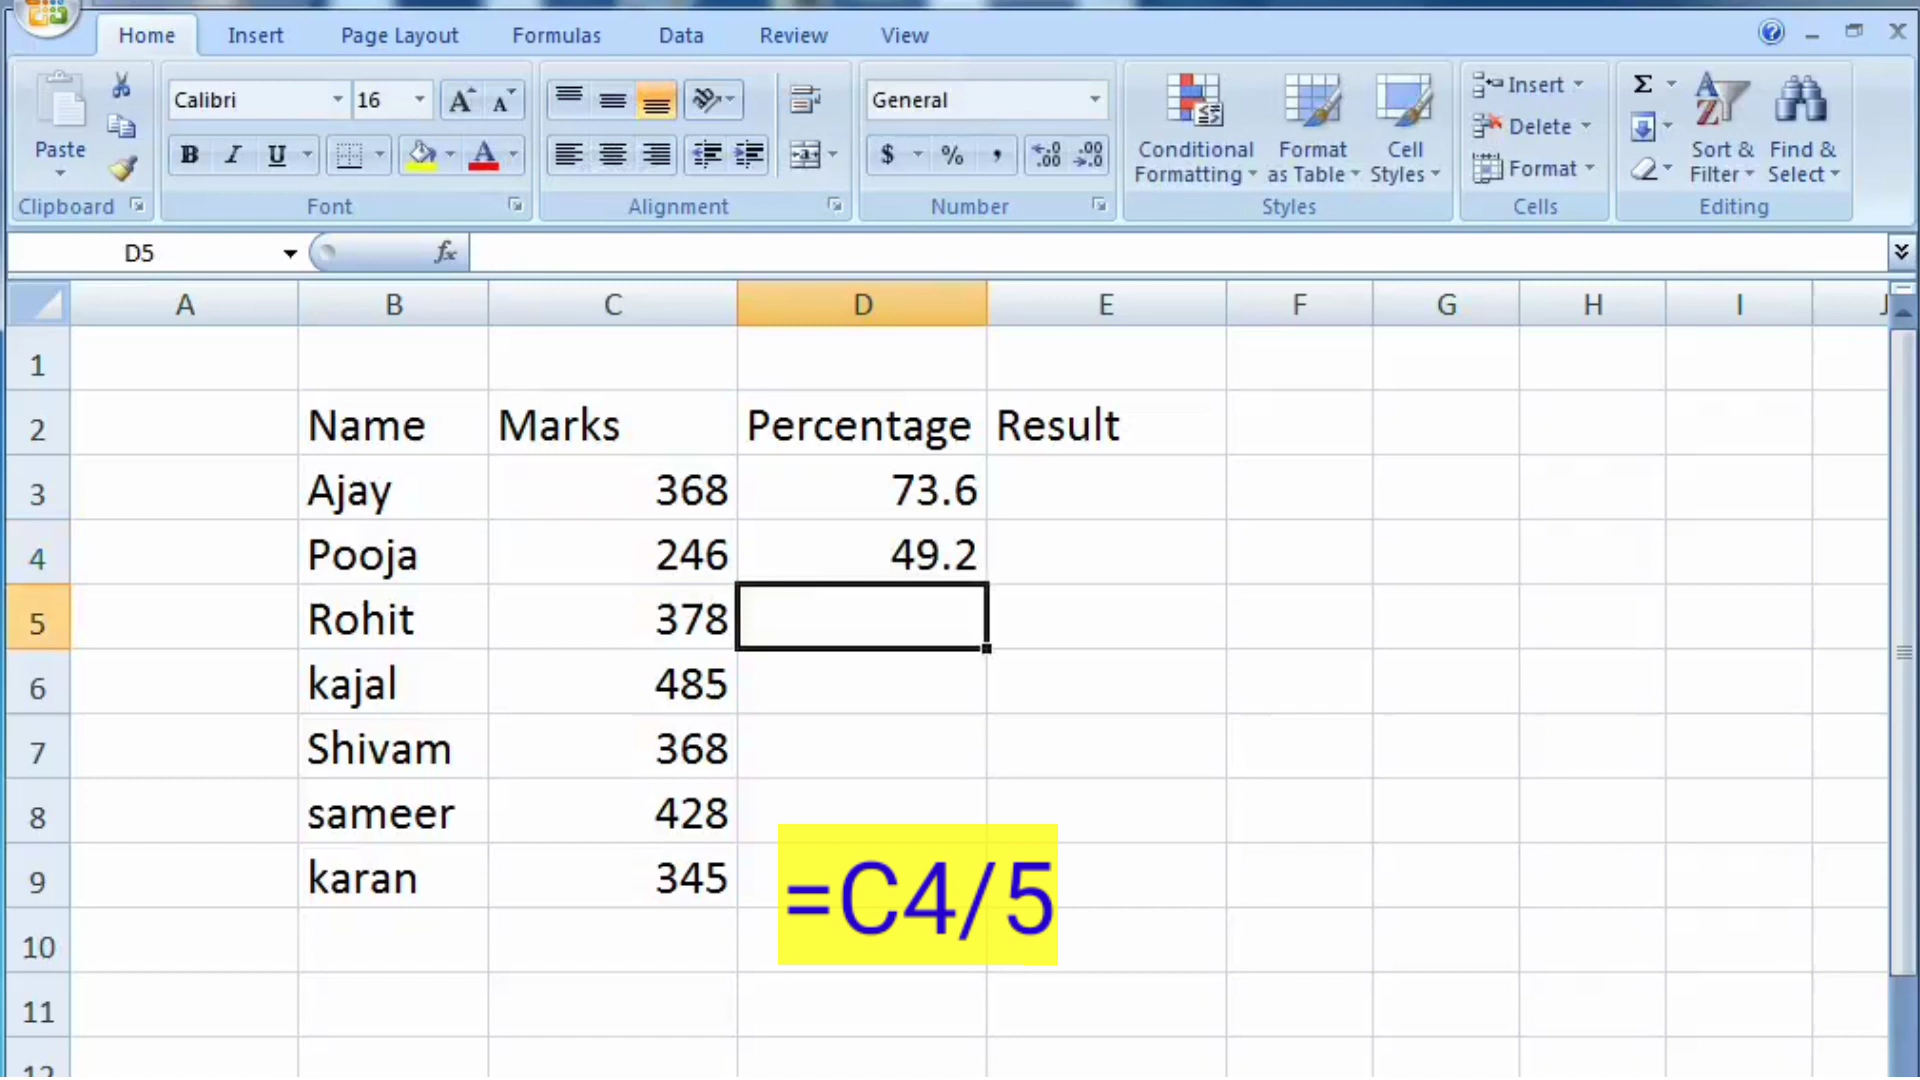 Home Insert Page Layout Formulas Data Review View
Calibri 16 A A General Insert Σ
Paste B I U A $ % , .00 .00 Conditional Formatting Format as Table Cell Styles Delete Format Sort & Filter Find & Select
Clipboard Font Alignment Number Styles Cells Editing
D5 fx
A B C D E F G H I J
1
2 Name Marks Percentage Result
3 Ajay 368 73.6
4 Pooja 246 49.2
5 Rohit 378
6 kajal 485
7 Shivam 368
8 sameer 428
9 karan 345
=C4/5
10
11
12